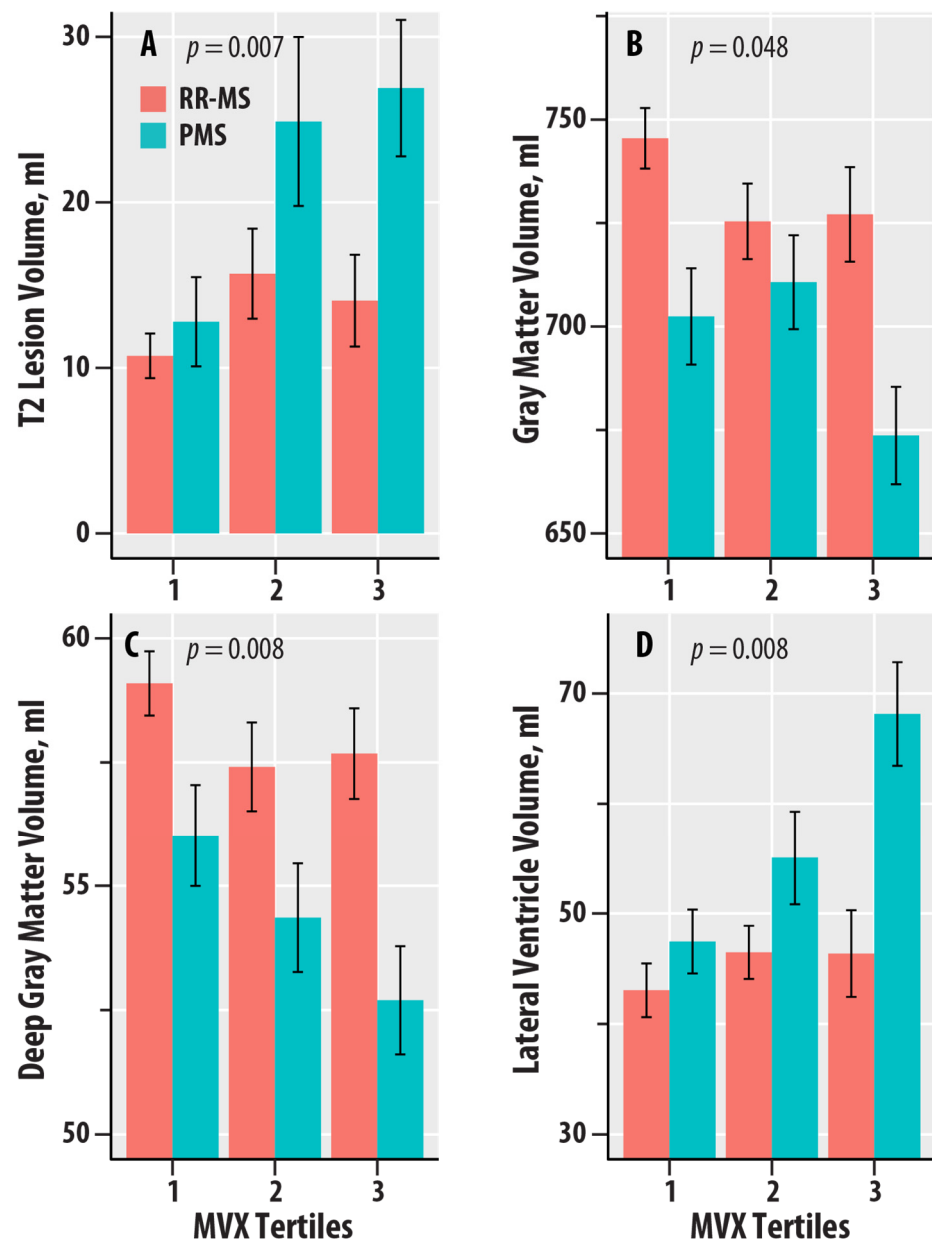 A p = 0.007
RR-MS
PMS
T2 Lesion Volume, ml
30
20
10
0
1 2 3
B p = 0.048
Gray Matter Volume, ml
750
700
650
1 2 3
C p = 0.008
Deep Gray Matter Volume, ml
60
55
50
1 2 3
MVX Tertiles
D p = 0.008
Lateral Ventricle Volume, ml
70
50
30
1 2 3
MVX Tertiles